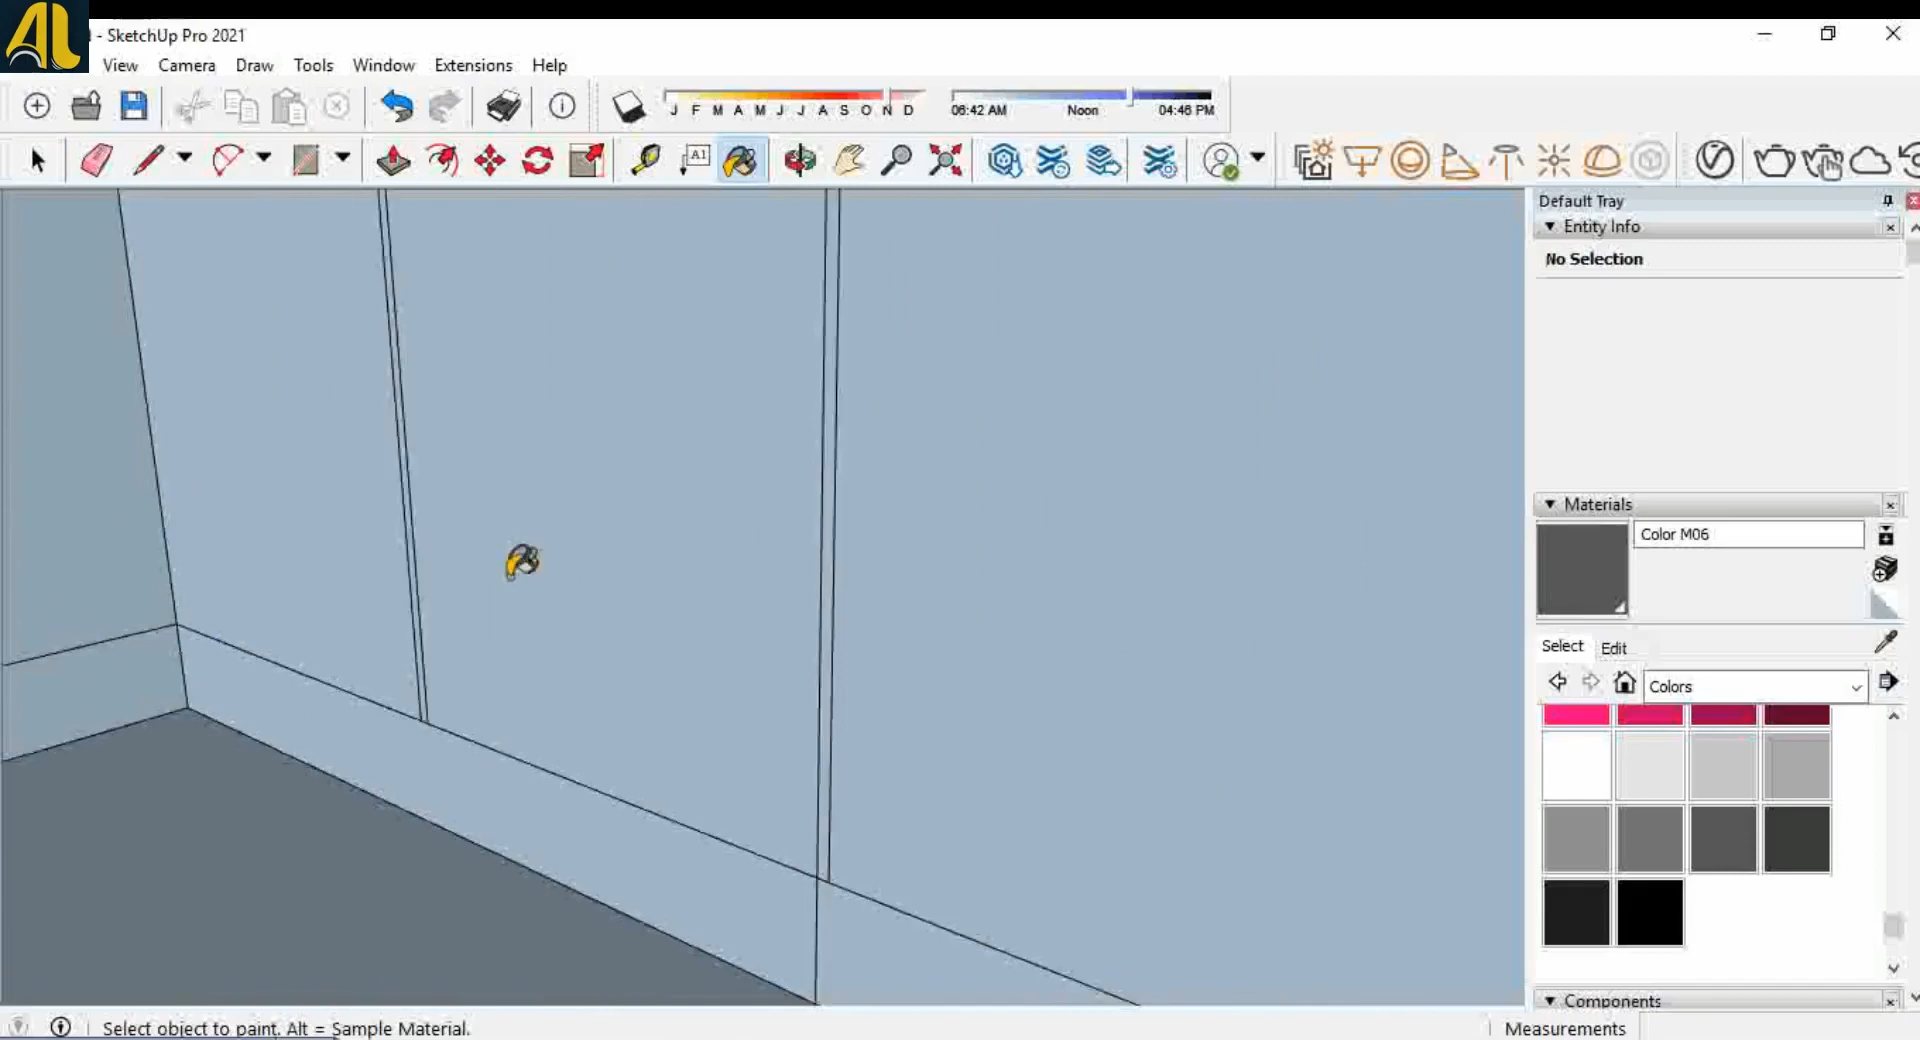 AL
- SketchUp Pro 2021
View Camera Draw Tools Window Extensions Help
J F M A M J J A S O N D
06:42 AM Noon 04:46 PM
A1
Default Tray
Entity Info
No Selection
Materials
Color M06
Select Edit
Colors
Components
Select object to paint. Alt = Sample Material.
Measurements